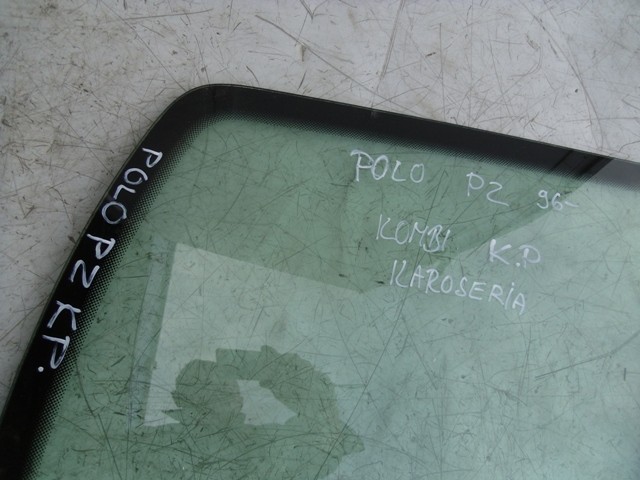 POLO PZ 96-
KOMBI K.P
KAROSERIA
POLO PZ KP.